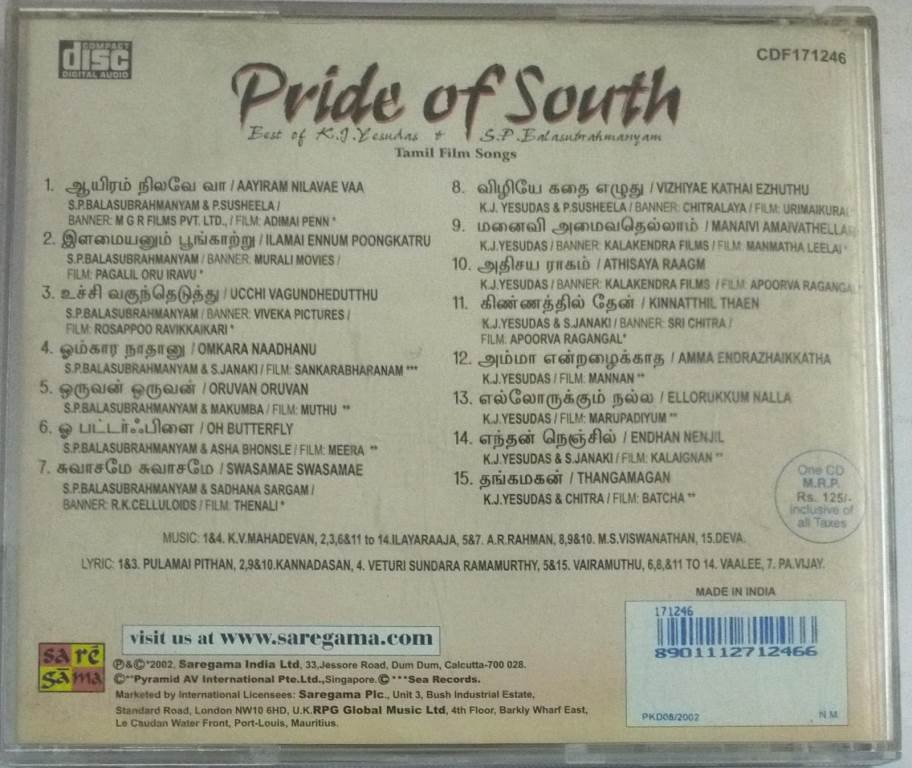 COMPACT
disc
DIGITAL AUDIO
CDF171246
Pride of South
Best of K.J.Yesudas + S.P.Balasubrahmanyam
Tamil Film Songs
1. ஆயிரம் நிலவே வா / AAYIRAM NILAVAE VAA
S.P.BALASUBRAHMANYAM & P.SUSHEELA /
BANNER: M G R FILMS PVT. LTD., / FILM: ADIMAI PENN *
2. இளமையனும் பூங்காற்று / ILAMAI ENNUM POONGKATRU
S.P.BALASUBRAHMANYAM / BANNER: MURALI MOVIES /
FILM: PAGALIL ORU IRAVU *
3. உச்சி வகுந்தெடுத்து / UCCHI VAGUNDHEDUTTHU
S.P.BALASUBRAHMANYAM / BANNER: VIVEKA PICTURES /
FILM: ROSAPPOO RAVIKKAIKARI *
4. ஓம்கார நாதானு / OMKARA NAADHANU
S.P.BALASUBRAHMANYAM & S.JANAKI / FILM: SANKARABHARANAM ***
5. ஒருவன் ஒருவன் / ORUVAN ORUVAN
S.P.BALASUBRAHMANYAM & MAKUMBA / FILM: MUTHU **
6. ஓ பட்டர்ஃபிளை / OH BUTTERFLY
S.P.BALASUBRAHMANYAM & ASHA BHONSLE / FILM: MEERA **
7. சுவாசமே சுவாசமே / SWASAMAE SWASAMAE
S.P.BALASUBRAHMANYAM & SADHANA SARGAM /
BANNER: R.K.CELLULOIDS / FILM: THENALI *
8. விழியே கதை எழுது / VIZHIYAE KATHAI EZHUTHU
K.J. YESUDAS & P.SUSHEELA / BANNER: CHITRALAYA / FILM: URIMAIKURAL
9. மனைவி அமைவதெல்லாம் / MANAIVI AMAIVATHELLAM
K.J.YESUDAS / BANNER: KALAKENDRA FILMS / FILM: MANMATHA LEELAI *
10. அதிசய ராகம் / ATHISAYA RAAGM
K.J.YESUDAS / BANNER: KALAKENDRA FILMS / FILM: APOORVA RAGANGAL *
11. கிண்ணத்தில் தேன் / KINNATTHIL THAEN
K.J.YESUDAS & S.JANAKI / BANNER: SRI CHITRA /
FILM: APOORVA RAGANGAL*
12. அம்மா என்றழைக்காத / AMMA ENDRAZHAIKKATHA
K.J.YESUDAS / FILM: MANNAN **
13. எல்லோருக்கும் நல்ல / ELLORUKKUM NALLA
K.J.YESUDAS / FILM: MARUPADIYUM **
14. எந்தன் நெஞ்சில் / ENDHAN NENJIL
K.J.YESUDAS & S.JANAKI / FILM: KALAIGNAN **
15. தங்கமகன் / THANGAMAGAN
K.J.YESUDAS & CHITRA / FILM: BATCHA **
One CD
M.R.P.
Rs. 125/-
inclusive of
all Taxes
MUSIC: 1&4. K.V.MAHADEVAN, 2,3,6&11 to 14.ILAYARAAJA, 5&7. A.R.RAHMAN, 8,9&10. M.S.VISWANATHAN, 15.DEVA.
LYRIC: 1&3. PULAMAI PITHAN, 2,9&10.KANNADASAN, 4. VETURI SUNDARA RAMAMURTHY, 5&15. VAIRAMUTHU, 6,8,&11 TO 14. VAALEE, 7. PA.VIJAY.
MADE IN INDIA
171246
8901112712466
PKD08/2002 N.M.
visit us at www.saregama.com
sa rē
gā ma
℗&©*2002, Saregama India Ltd, 33,Jessore Road, Dum Dum, Calcutta-700 028.
©**Pyramid AV International Pte.Ltd.,Singapore.© ***Sea Records.
Marketed by International Licensees: Saregama Plc., Unit 3, Bush Industrial Estate,
Standard Road, London NW10 6HD, U.K.RPG Global Music Ltd, 4th Floor, Barkly Wharf East,
Le Caudan Water Front, Port-Louis, Mauritius.